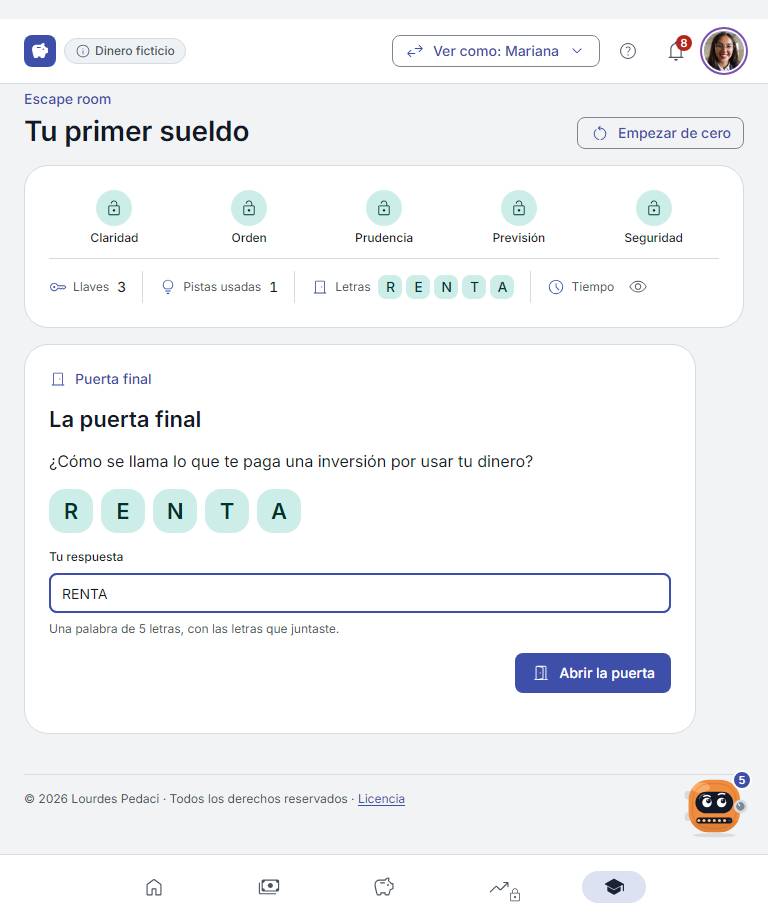 Dinero ficticio
Ver como: Mariana
8
Escape room
Tu primer sueldo
Empezar de cero
Claridad
Orden
Prudencia
Previsión
Seguridad
Llaves 3
Pistas usadas 1
Letras R E N T A
Tiempo
Puerta final
La puerta final
¿Cómo se llama lo que te paga una inversión por usar tu dinero?
R E N T A
Tu respuesta
RENTA
Una palabra de 5 letras, con las letras que juntaste.
Abrir la puerta
5
© 2026 Lourdes Pedaci · Todos los derechos reservados · Licencia